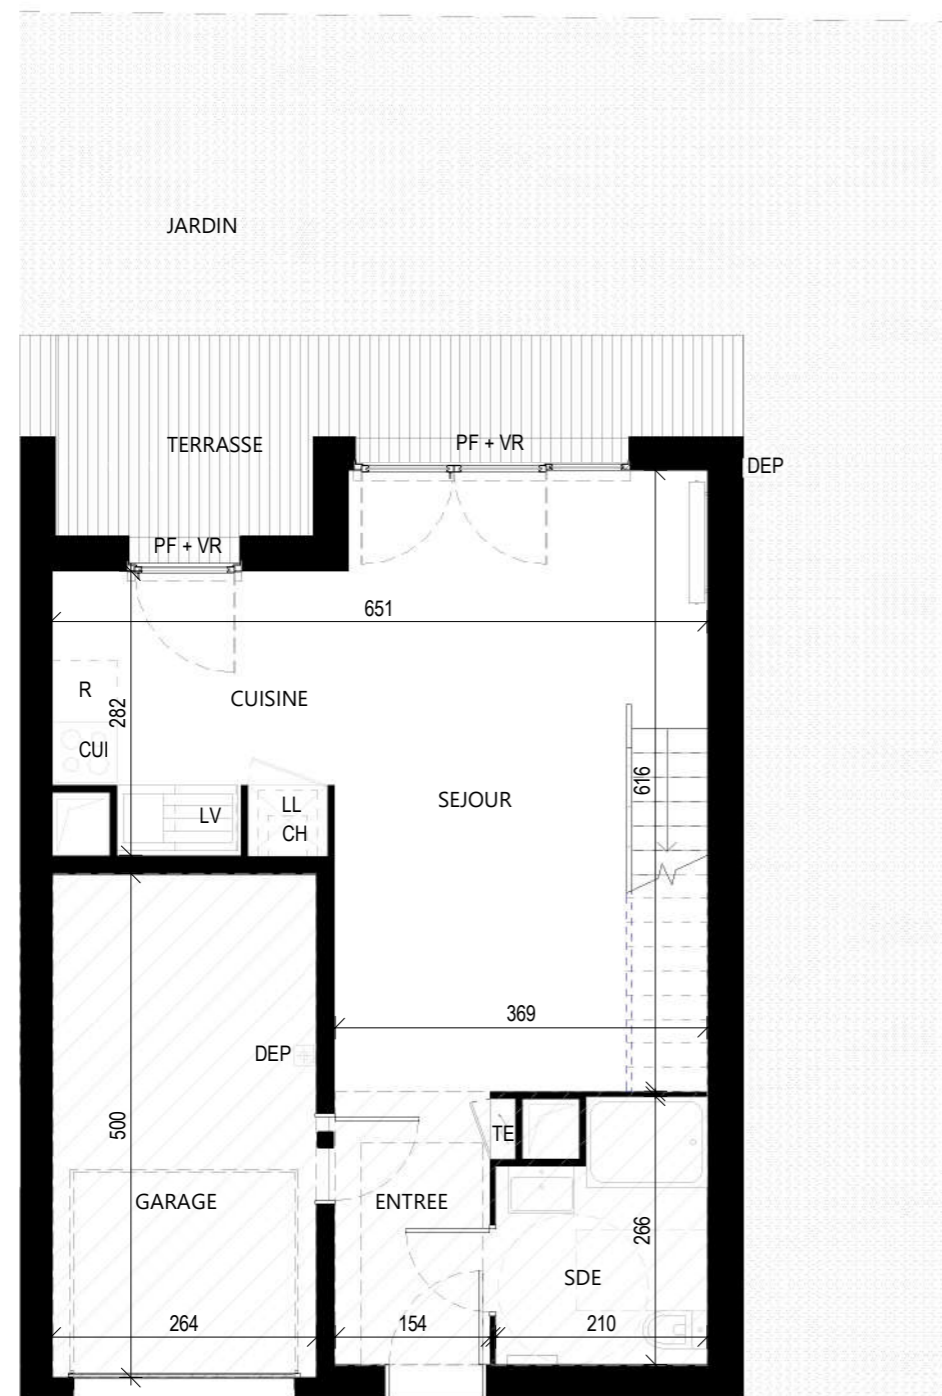 JARDIN
TERRASSE
PF + VR
DEP
PF + VR
651
R
CUISINE
282
CUI
616
SEJOUR
LV
LL
CH
369
DEP
500
TE
GARAGE
ENTREE
266
SDE
264
154
210